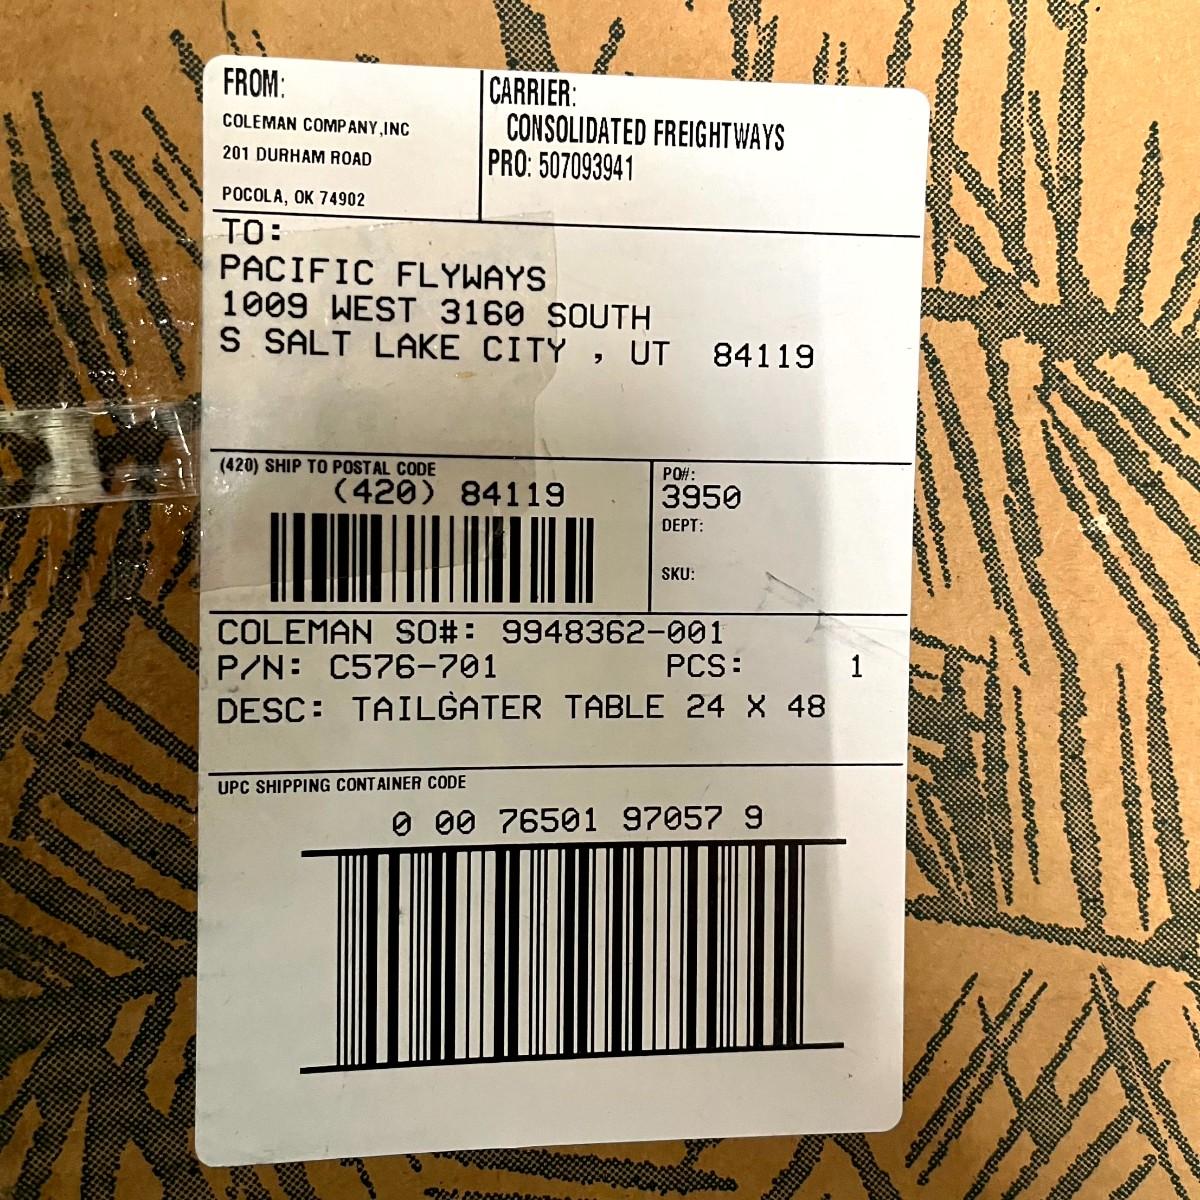 FROM:
COLEMAN COMPANY,INC
201 DURHAM ROAD
POCOLA, OK 74902
CARRIER:
CONSOLIDATED FREIGHTWAYS
PRO: 507093941
TO:
PACIFIC FLYWAYS
1009 WEST 3160 SOUTH
S SALT LAKE CITY , UT 84119
(420) SHIP TO POSTAL CODE
(420) 84119
PO#:
3950
DEPT:
SKU:
COLEMAN SO#: 9948362-001
P/N: C576-701 PCS: 1
DESC: TAILGATER TABLE 24 X 48
UPC SHIPPING CONTAINER CODE
0 00 76501 97057 9